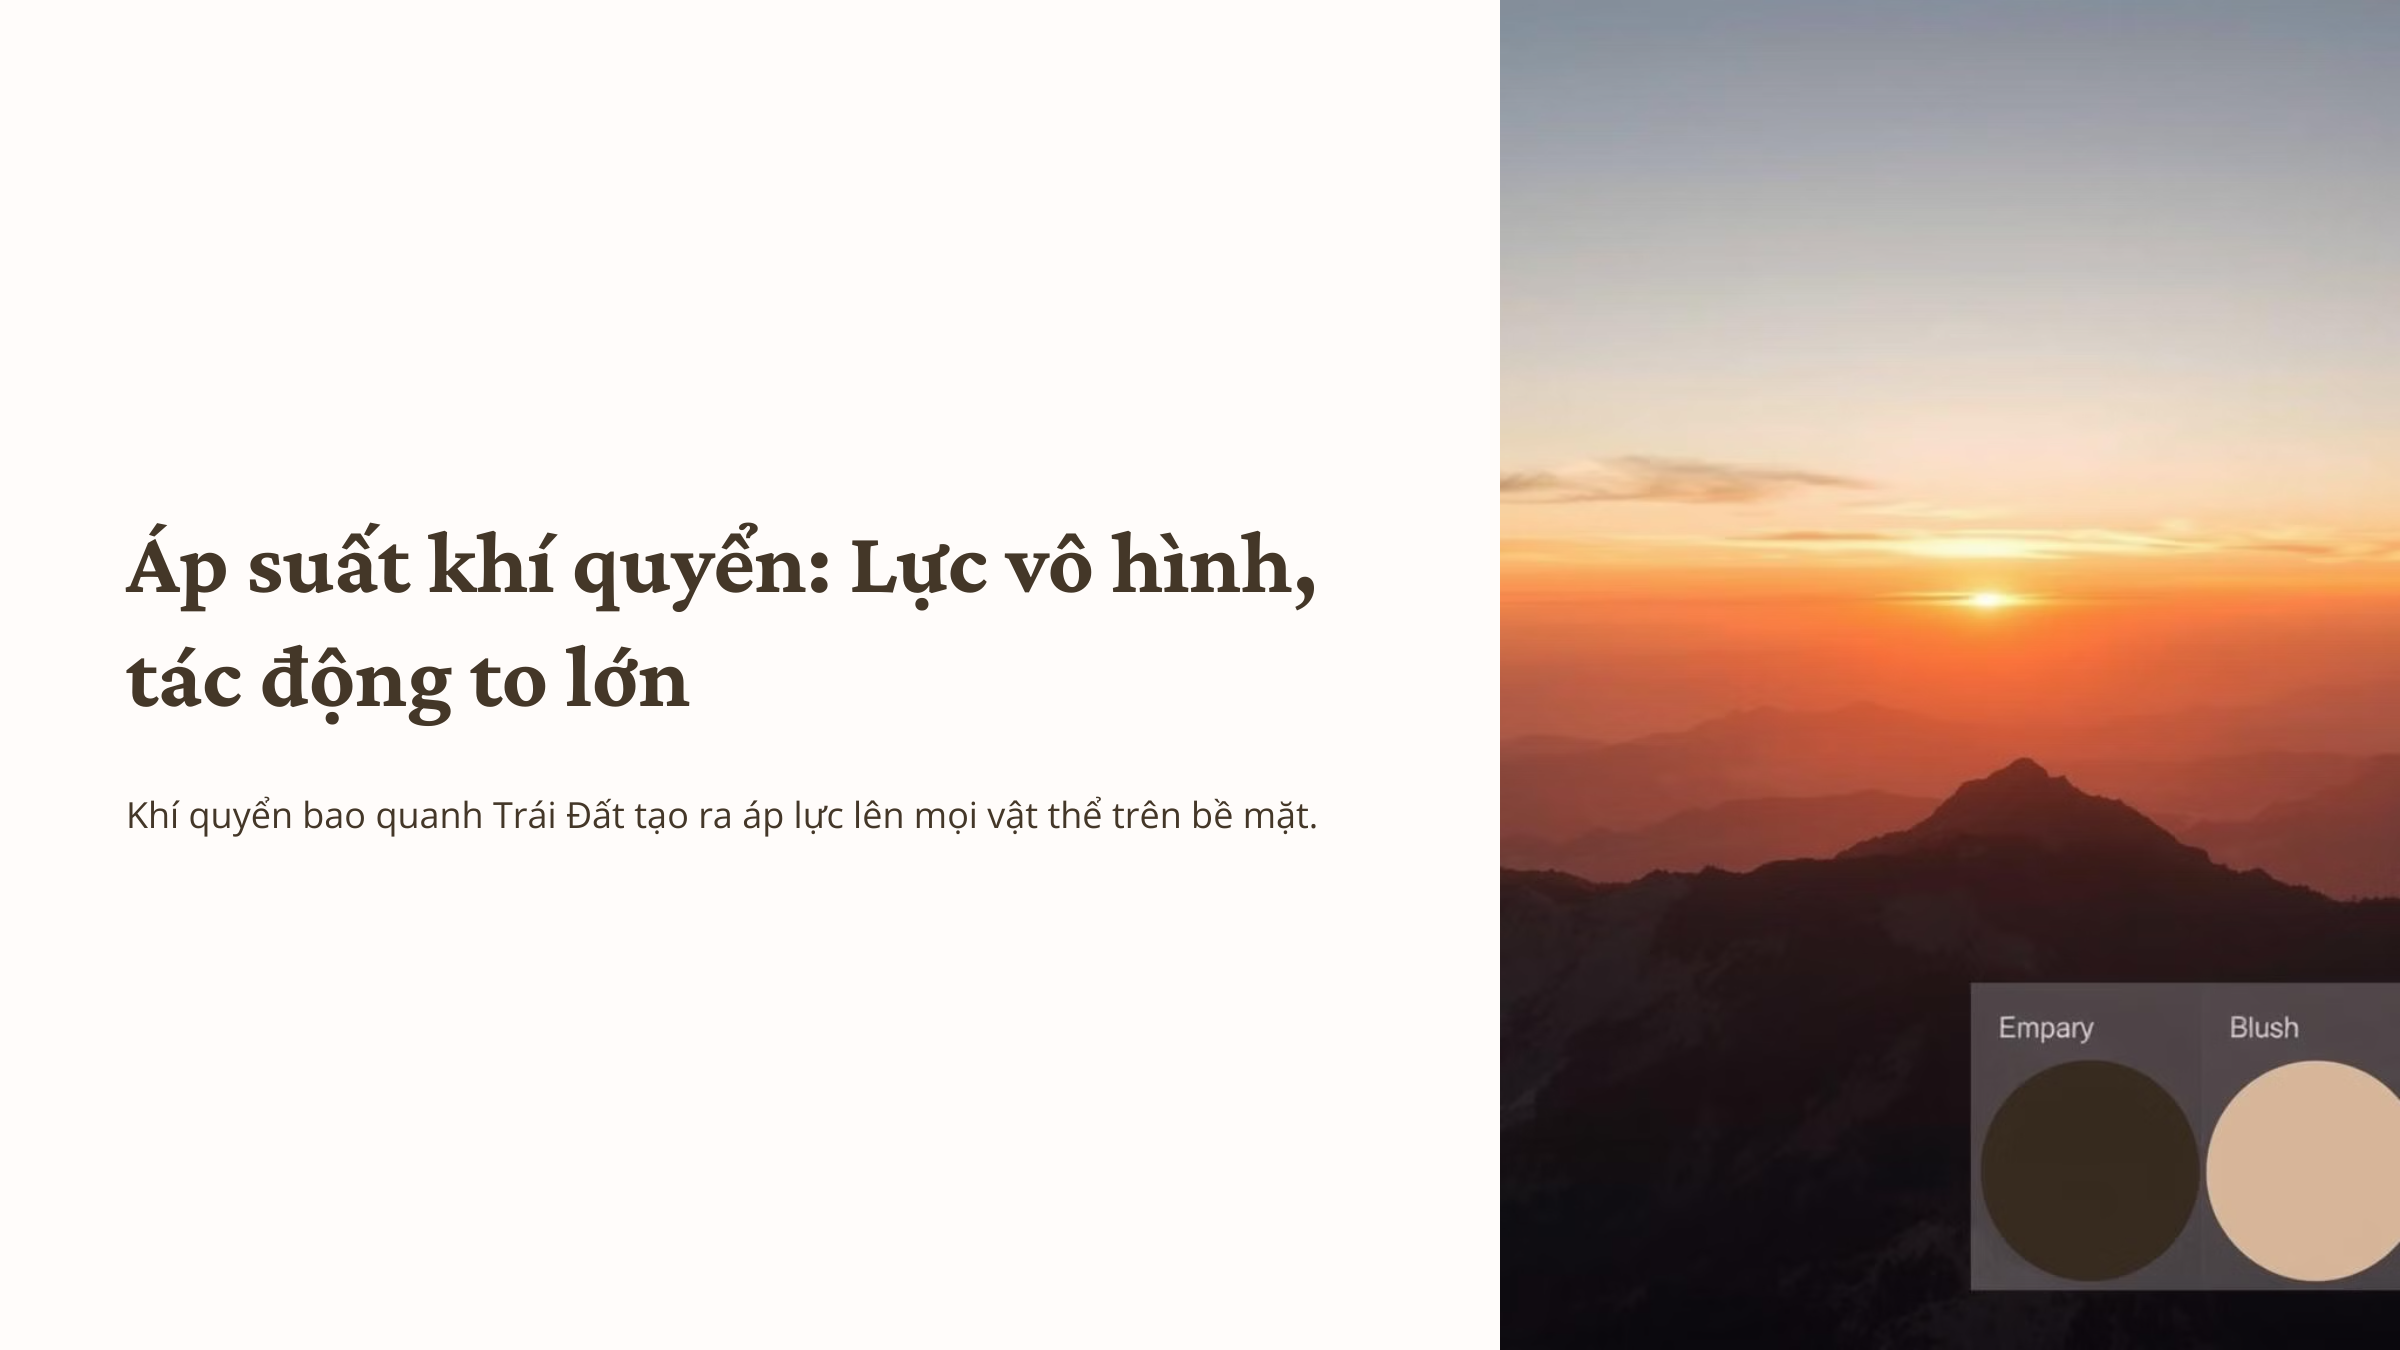 Áp suất khí quyển: Lực vô hình,
tác động to lớn
Khí quyển bao quanh Trái Đất tạo ra áp lực lên mọi vật thể trên bề mặt.
Empary
Blush